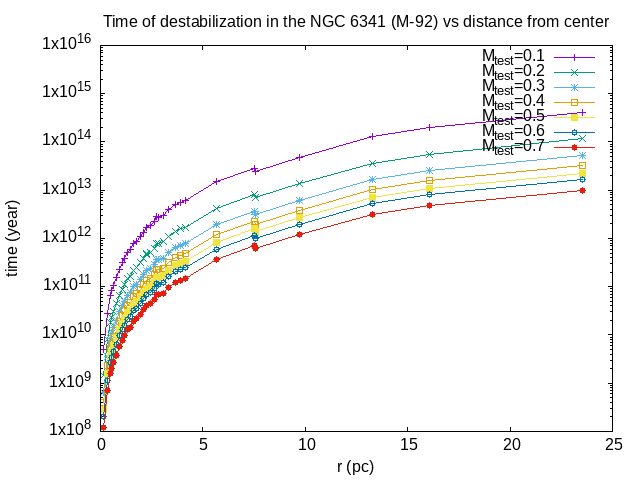 Time of destabilization in the NGC 6341 (M-92) vs distance from center
1x10^16
1x10^15
1x10^14
1x10^13
1x10^12
1x10^11
1x10^10
1x10^9
1x10^8
time (year)
M_test=0.1
M_test=0.2
M_test=0.3
M_test=0.4
M_test=0.5
M_test=0.6
M_test=0.7
0 5 10 15 20 25
r (pc)